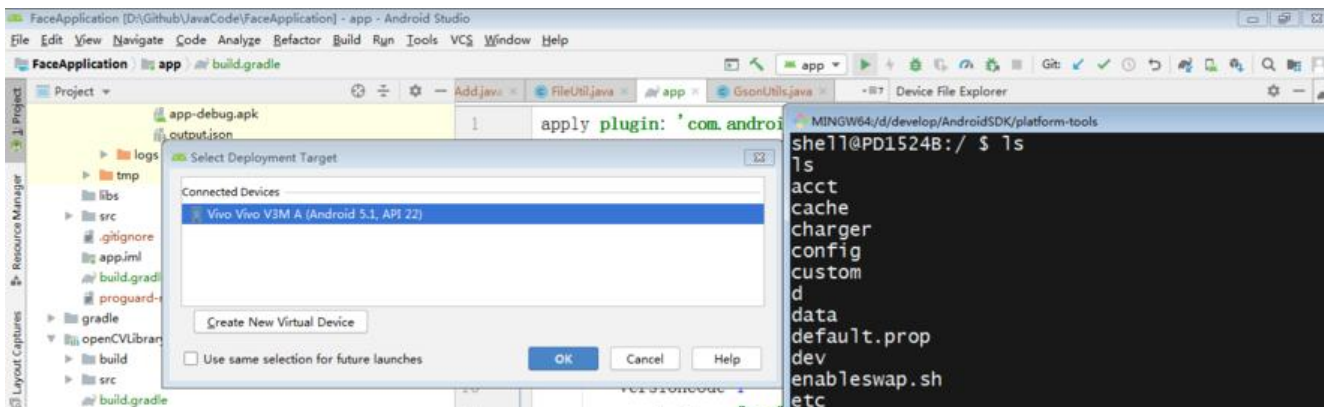 FaceApplication [D:\Github\JavaCode\FaceApplication] - app - Android Studio
File Edit View Navigate Code Analyze Refactor Build Run Tools VCS Window Help
FaceApplication app build.gradle app Git:
1: Project
Resource Manager
Layout Captures
Project
app-debug.apk
output.json
logs
tmp
libs
src
.gitignore
app.iml
build.gradl
proguard-r
gradle
openCVLibrar
build
src
build.gradle
Add.java FileUtil.java app GsonUtils.java Device File Explorer
1 apply plugin: 'com.androi
Select Deployment Target
Connected Devices
Vivo Vivo V3M A (Android 5.1, API 22)
Create New Virtual Device
Use same selection for future launches OK Cancel Help
versionCode 1
MINGW64:/d/develop/AndroidSDK/platform-tools
shell@PD1524B:/ $ ls
ls
acct
cache
charger
config
custom
d
data
default.prop
dev
enableswap.sh
etc